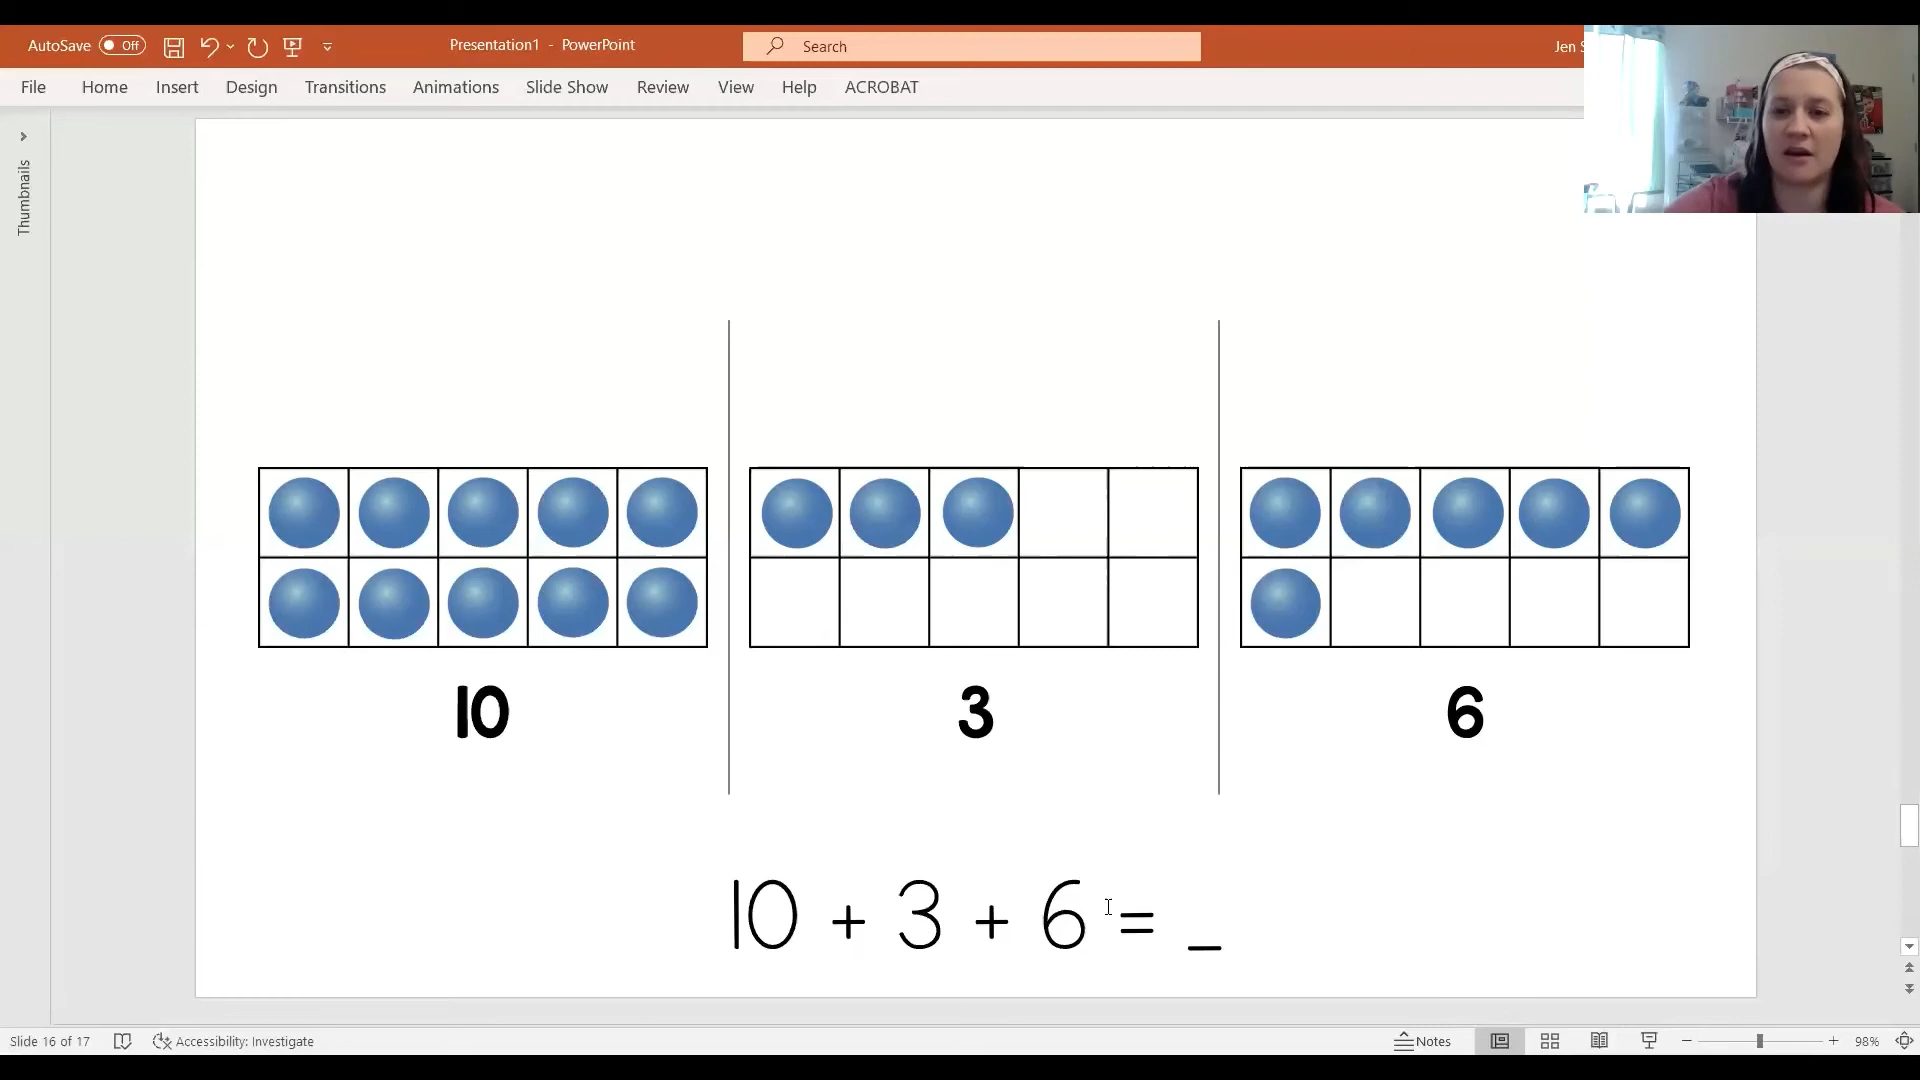 AutoSave Off Presentation1 - PowerPoint Search Jen S
File Home Insert Design Transitions Animations Slide Show Review View Help ACROBAT
Thumbnails
10 3 6
10 + 3 + 6 = _
Slide 16 of 17 Accessibility: Investigate Notes 98%